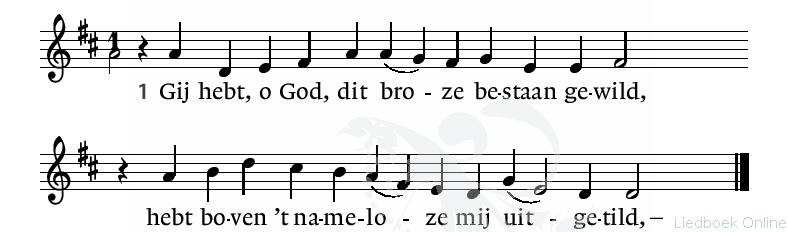 1 Gij hebt, o God, dit bro - ze be-staan ge-wild,
hebt bo-ven 't na-me-lo - ze mij uit - ge-tild, –
Liedboek Online